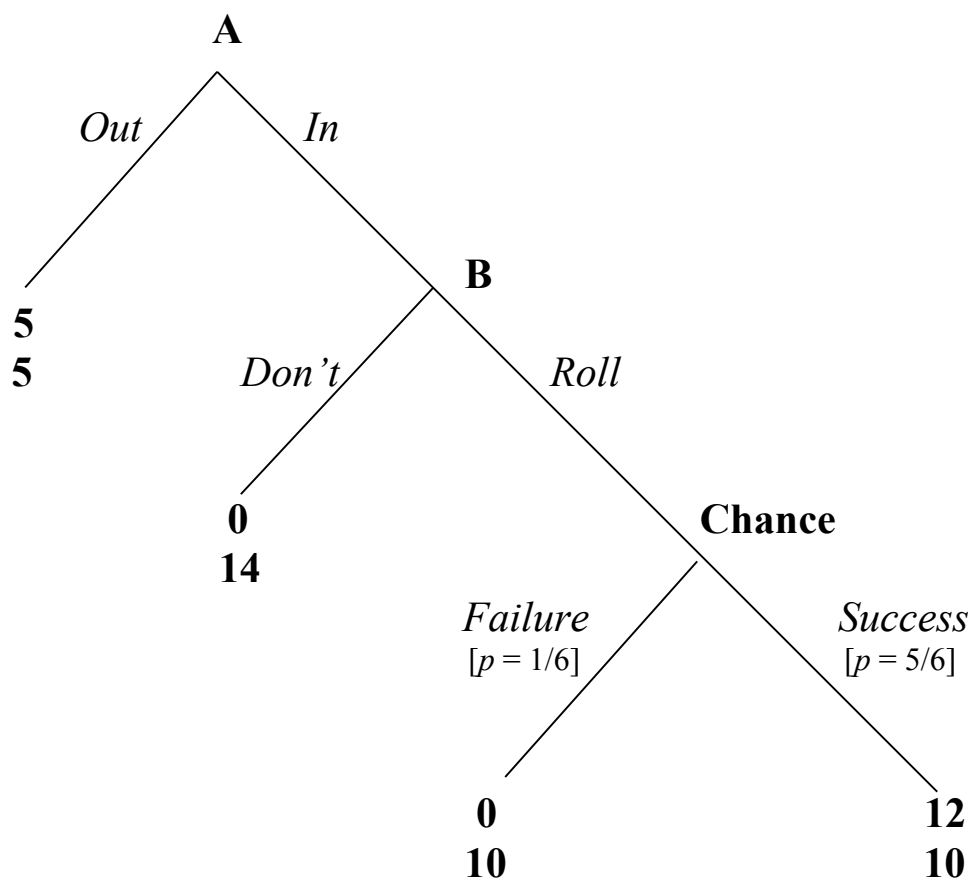 A
Out
In
B
5
5
Don’t
Roll
0
14
Chance
Failure
[p = 1/6]
Success
[p = 5/6]
0
10
12
10